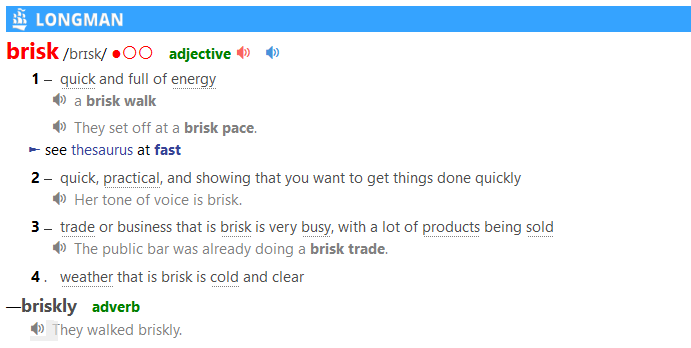 LONGMAN
brisk /brɪsk/ ●○○ adjective
1 – quick and full of energy
a brisk walk
They set off at a brisk pace.
► see thesaurus at fast
2 – quick, practical, and showing that you want to get things done quickly
Her tone of voice is brisk.
3 – trade or business that is brisk is very busy, with a lot of products being sold
The public bar was already doing a brisk trade.
4 . weather that is brisk is cold and clear
—briskly adverb
They walked briskly.